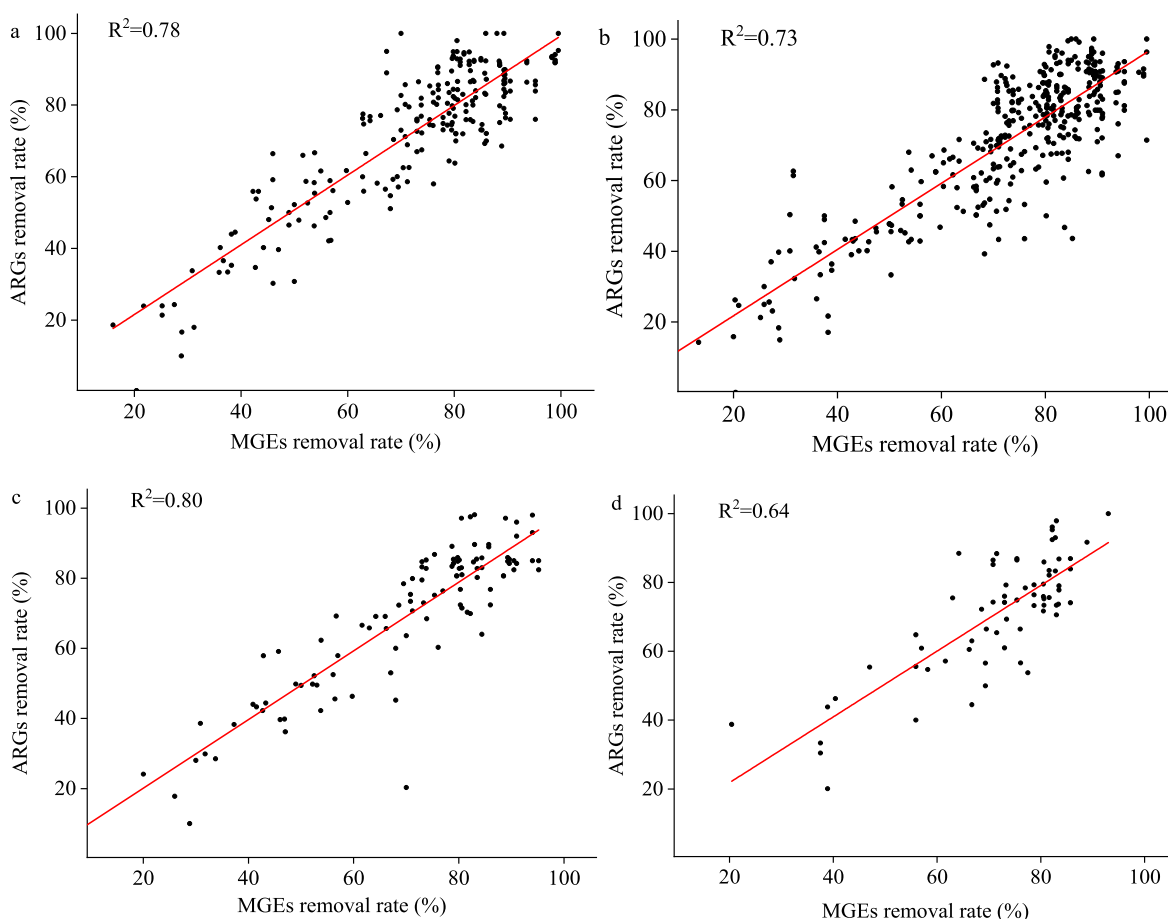 a
R²=0.78
100
80
60
40
20
ARGs removal rate (%)
20 40 60 80 100
MGEs removal rate (%)
b
R²=0.73
100
80
60
40
20
ARGs removal rate (%)
20 40 60 80 100
MGEs removal rate (%)
c
R²=0.80
100
80
60
40
20
ARGs removal rate (%)
20 40 60 80 100
MGEs removal rate (%)
d
R²=0.64
100
80
60
40
20
ARGs removal rate (%)
20 40 60 80 100
MGEs removal rate (%)